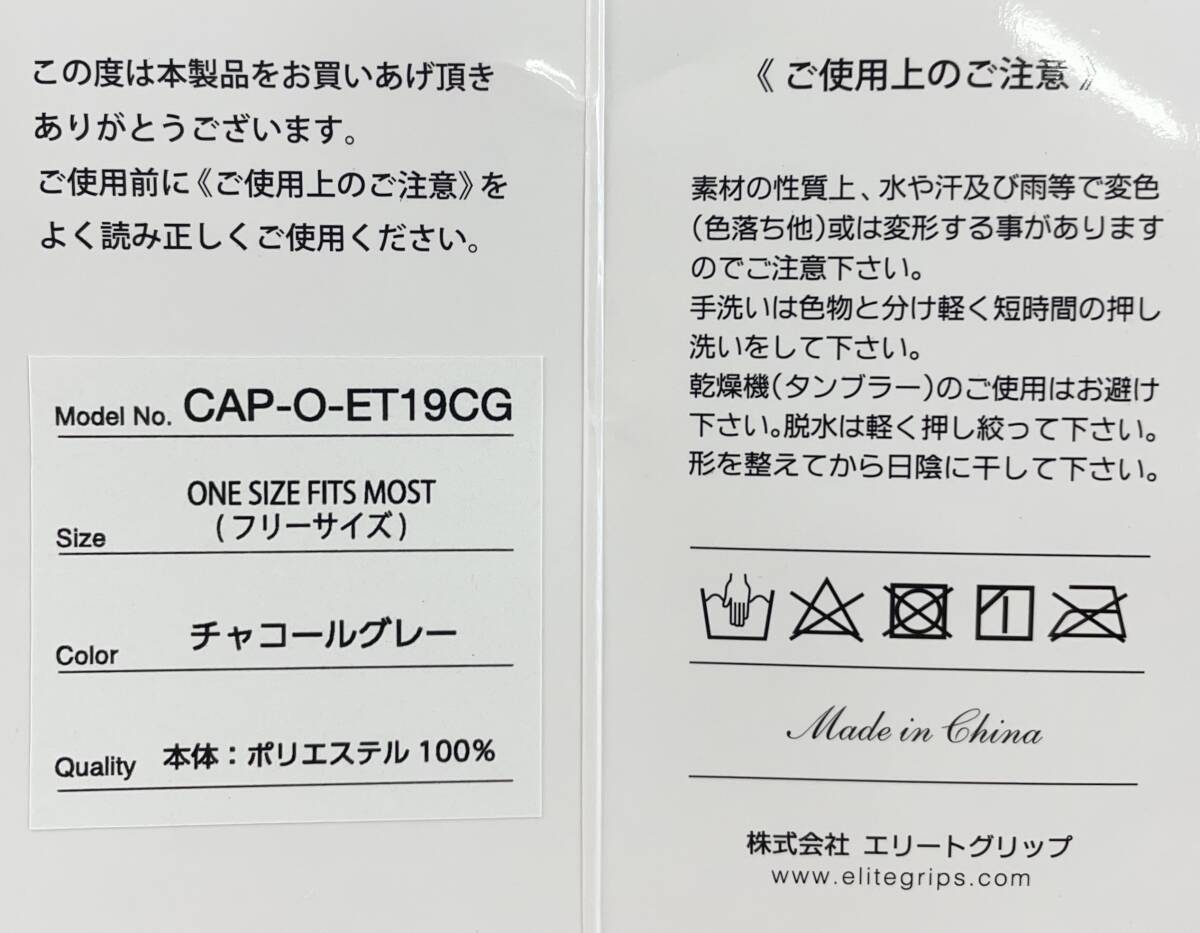 この度は本製品をお買いあげ頂き
ありがとうございます。
ご使用前に《ご使用上のご注意》を
よく読み正しくご使用ください。
Model No. CAP-O-ET19CG
ONE SIZE FITS MOST
Size (フリーサイズ)
Color チャコールグレー
Quality 本体：ポリエステル 100%
《 ご使用上のご注意 》
素材の性質上、水や汗及び雨等で変色
(色落ち他)或は変形する事があります
のでご注意下さい。
手洗いは色物と分け軽く短時間の押し
洗いをして下さい。
乾燥機(タンブラー)のご使用はお避け
下さい。脱水は軽く押し絞って下さい。
形を整えてから日陰に干して下さい。
Made in China
株式会社 エリートグリップ
www.elitegrips.com